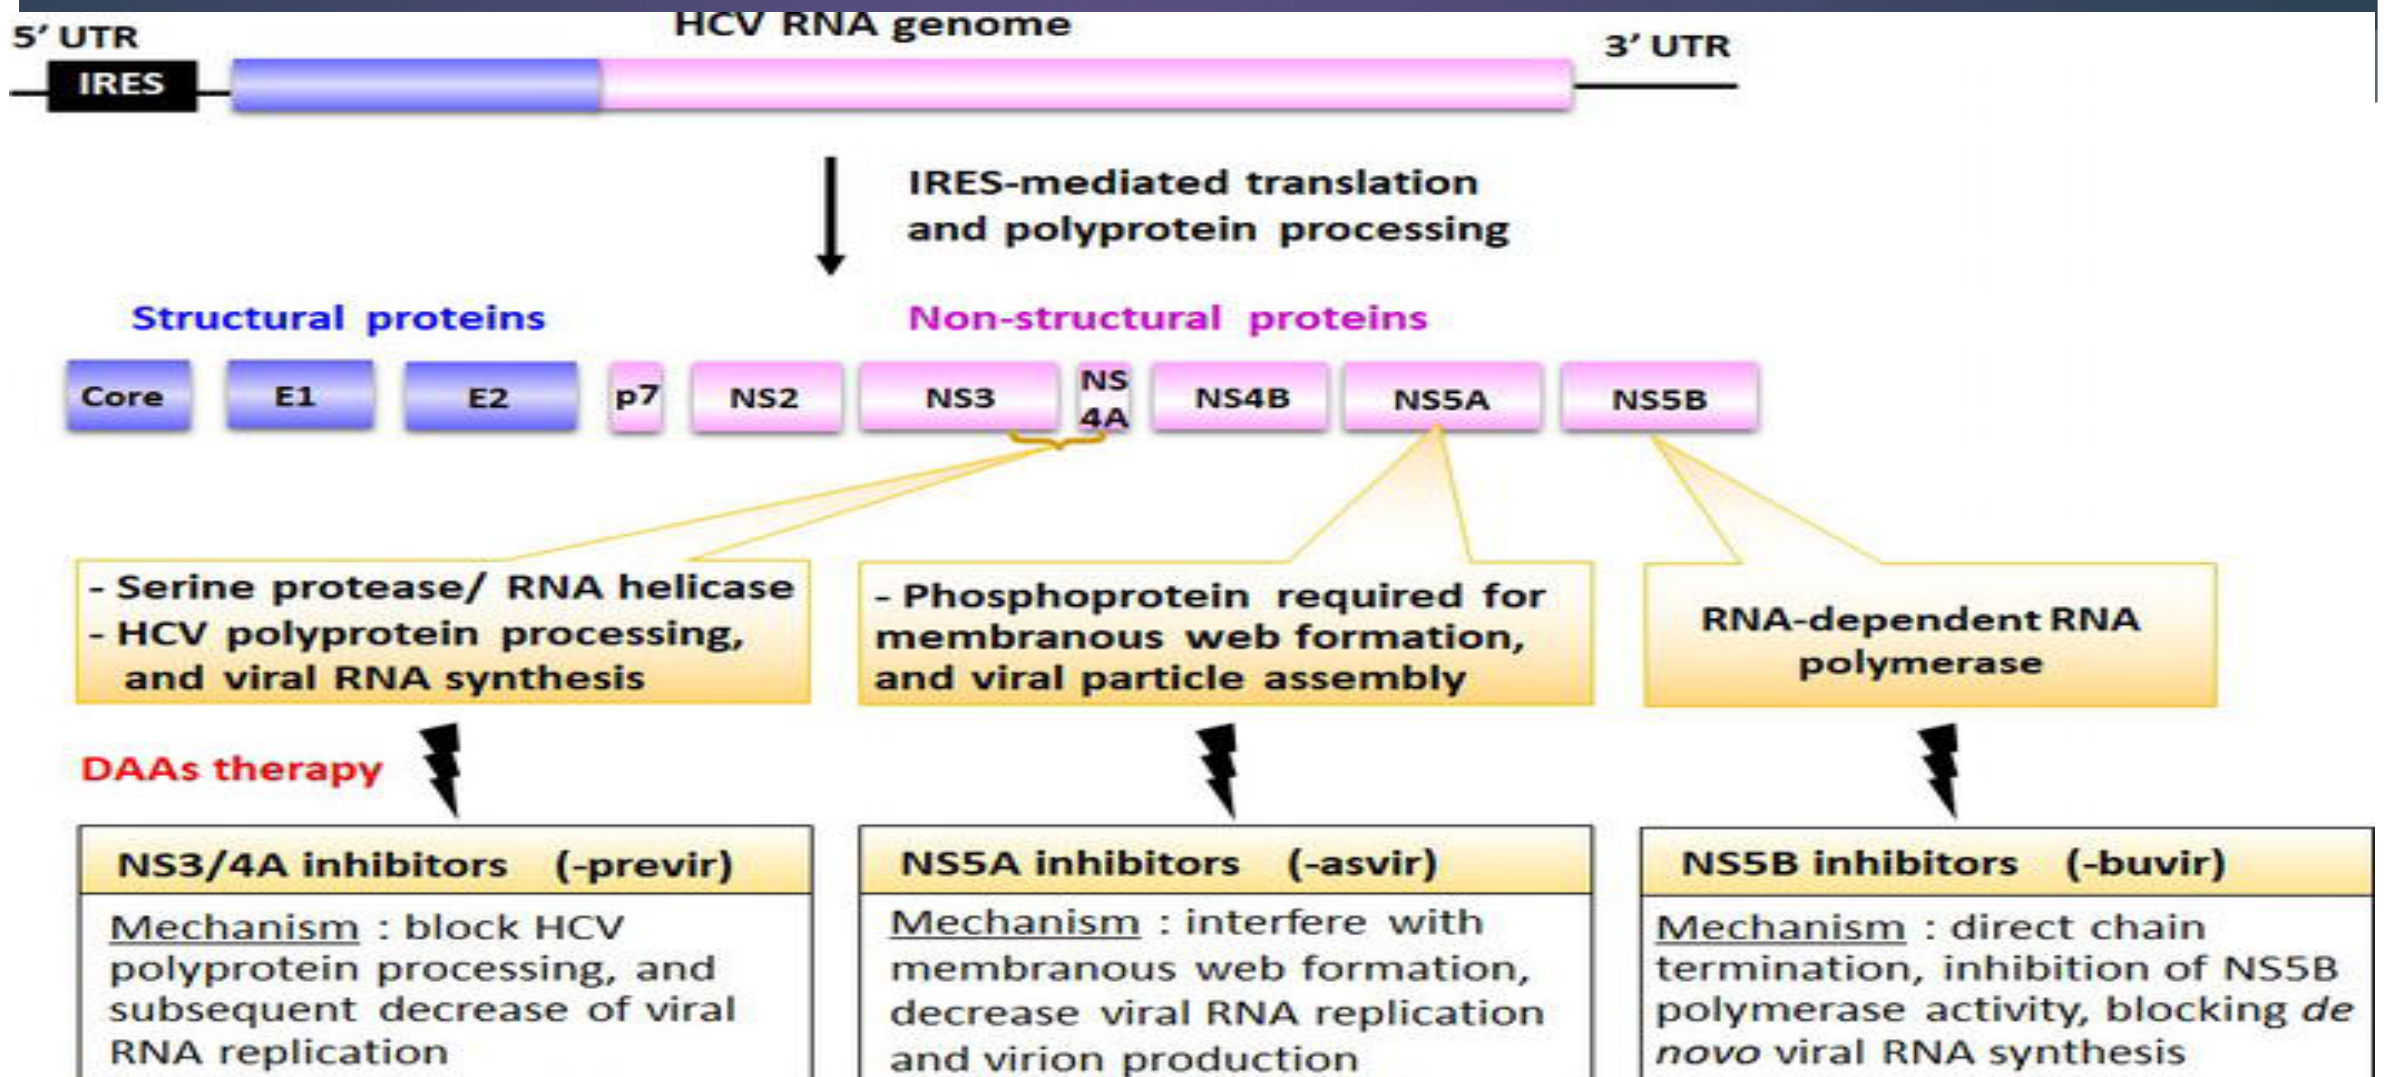 HCV RNA genome
5’ UTR
3’ UTR
IRES
IRES-mediated translation
and polyprotein processing
Structural proteins
Non-structural proteins
Core
E1
E2
p7
NS2
NS3
NS
4A
NS4B
NS5A
NS5B
- Serine protease/ RNA helicase
- HCV polyprotein processing,
and viral RNA synthesis
- Phosphoprotein required for
membranous web formation,
and viral particle assembly
RNA-dependent RNA
polymerase
DAAs therapy
NS3/4A inhibitors (-previr)
Mechanism : block HCV
polyprotein processing, and
subsequent decrease of viral
RNA replication
NS5A inhibitors (-asvir)
Mechanism : interfere with
membranous web formation,
decrease viral RNA replication
and virion production
NS5B inhibitors (-buvir)
Mechanism : direct chain
termination, inhibition of NS5B
polymerase activity, blocking de
novo viral RNA synthesis